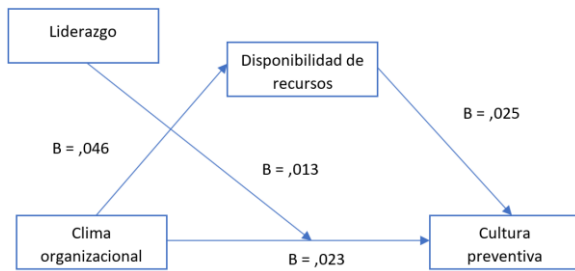 Liderazgo
Disponibilidad de
recursos
B = ,025
B = ,046
B = ,013
Clima
organizacional
Cultura
preventiva
B = ,023